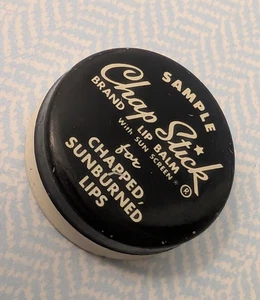 SAMPLE
Chap Stick ®
BRAND LIP BALM
With SUN SCREEN
for
CHAPPED,
SUNBURNED
LIPS